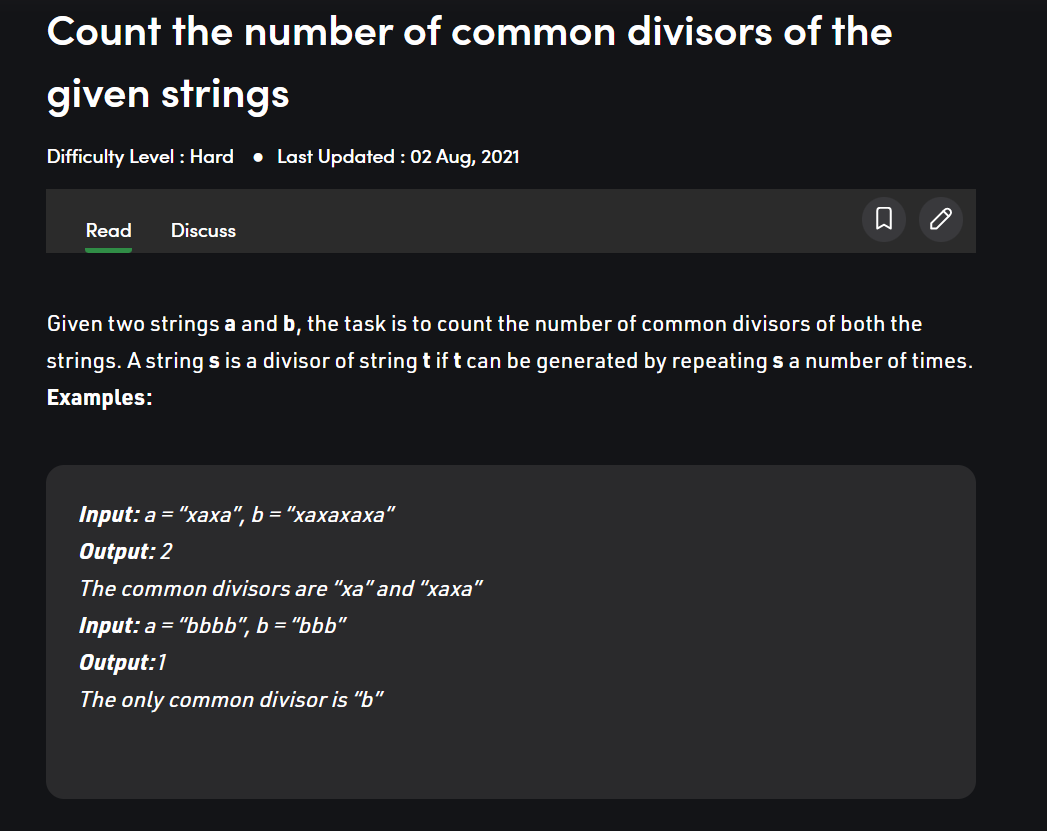 Count the number of common divisors of the
given strings
Difficulty Level : Hard ● Last Updated : 02 Aug, 2021
Read Discuss
Given two strings a and b, the task is to count the number of common divisors of both the
strings. A string s is a divisor of string t if t can be generated by repeating s a number of times.
Examples:
Input: a = “xaxa”, b = “xaxaxaxa”
Output: 2
The common divisors are “xa” and “xaxa”
Input: a = “bbbb”, b = “bbb”
Output:1
The only common divisor is “b”